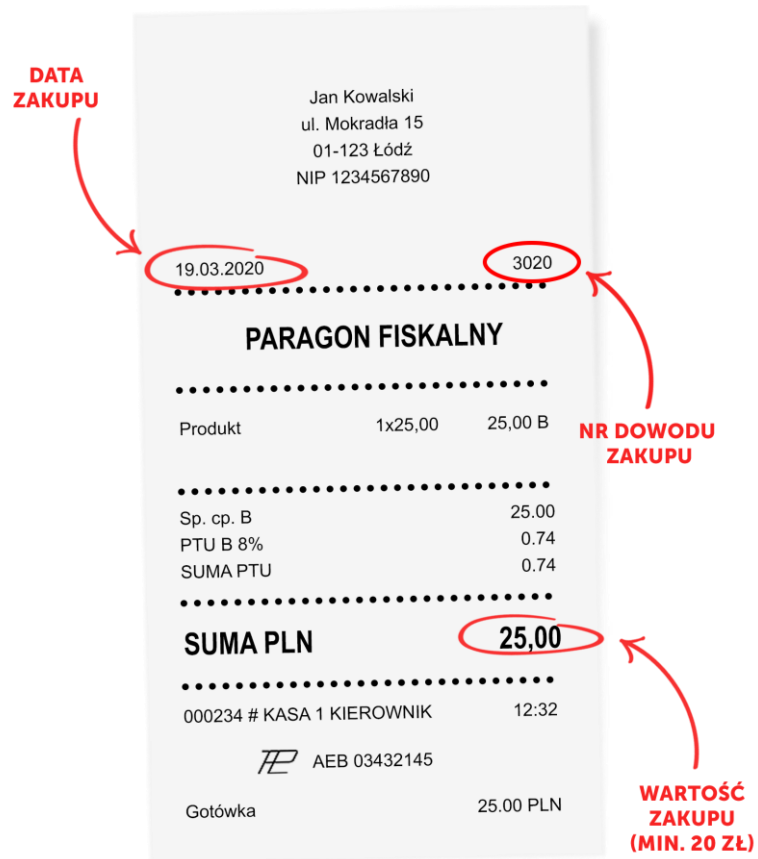 DATA
ZAKUPU
Jan Kowalski
ul. Mokradła 15
01-123 Łódź
NIP 1234567890
19.03.2020 3020
PARAGON FISKALNY
Produkt 1x25,00 25,00 B
NR DOWODU
ZAKUPU
Sp. cp. B 25.00
PTU B 8% 0.74
SUMA PTU 0.74
SUMA PLN 25,00
000234 # KASA 1 KIEROWNIK 12:32
AEB 03432145
Gotówka 25.00 PLN
WARTOŚĆ
ZAKUPU
(MIN. 20 ZŁ)